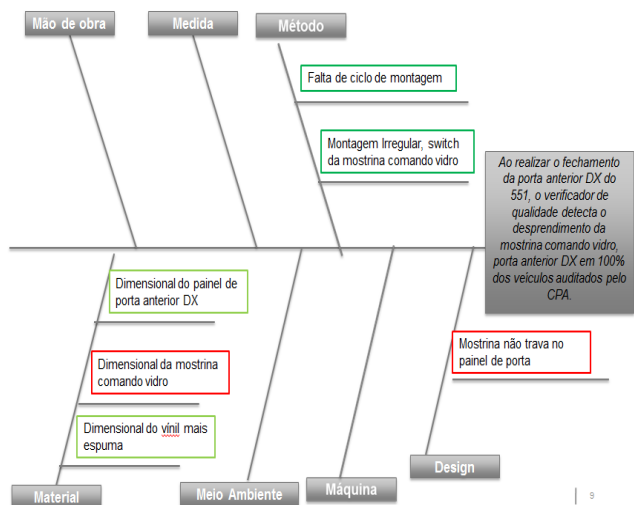 Mão de obra
Medida
Método
Falta de ciclo de montagem
Montagem Irregular, switch
da mostrina comando vidro
Ao realizar o fechamento
da porta anterior DX do
551, o verificador de
qualidade detecta o
desprendimento da
mostrina comando vidro,
porta anterior DX em 100%
dos veículos auditados pelo
CPA.
Dimensional do painel de
porta anterior DX
Dimensional da mostrina
comando vidro
Dimensional do vínil mais
espuma
Mostrina não trava no
painel de porta
Material
Meio Ambiente
Máquina
Design
9